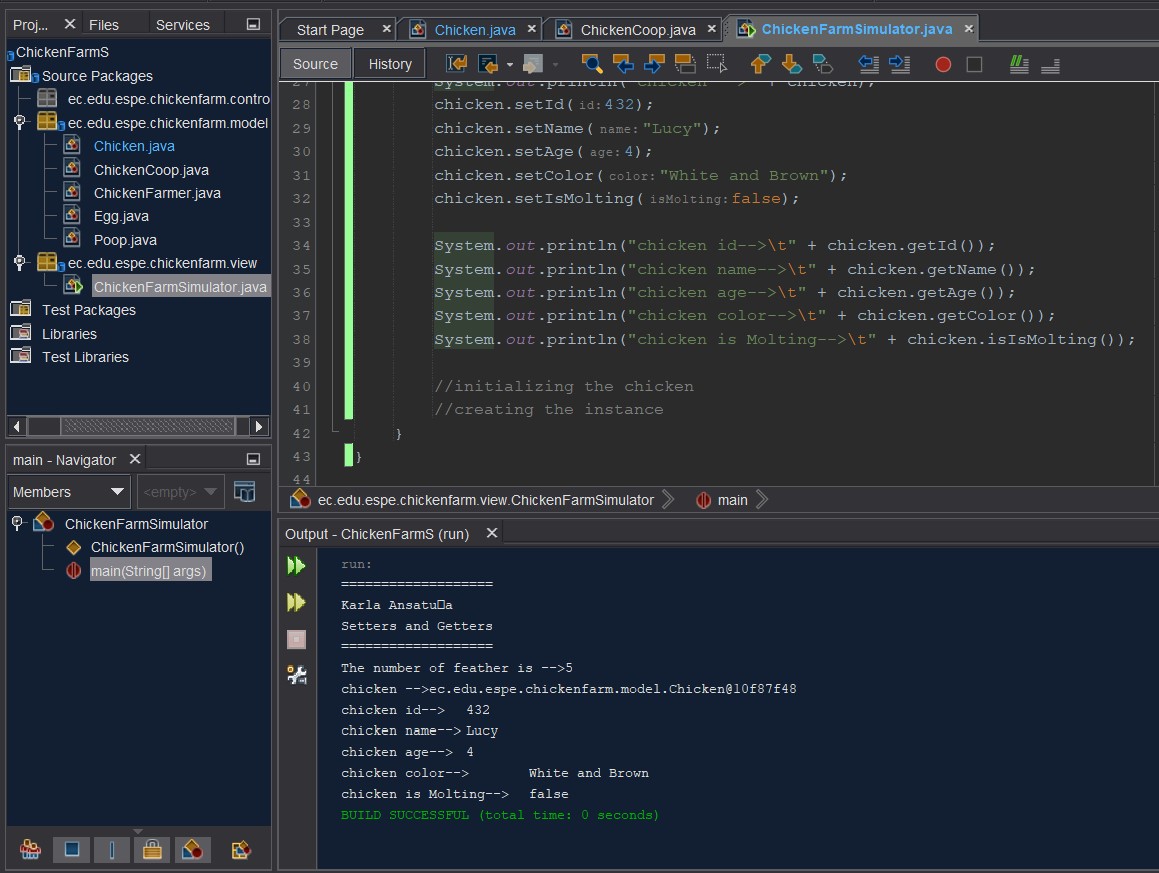 Proj... Files Services
ChickenFarmS
Source Packages
ec.edu.espe.chickenfarm.contro
ec.edu.espe.chickenfarm.model
Chicken.java
ChickenCoop.java
ChickenFarmer.java
Egg.java
Poop.java
ec.edu.espe.chickenfarm.view
ChickenFarmSimulator.java
Test Packages
Libraries
Test Libraries
main - Navigator
Members <empty>
ChickenFarmSimulator
ChickenFarmSimulator()
main(String[] args)
Start Page Chicken.java ChickenCoop.java ChickenFarmSimulator.java
Source History
27 System.out.println("chicken -->" + chicken);
28 chicken.setId( id: 432);
29 chicken.setName( name: "Lucy");
30 chicken.setAge( age: 4);
31 chicken.setColor( color: "White and Brown");
32 chicken.setIsMolting( isMolting: false);
33
34 System.out.println("chicken id-->\t" + chicken.getId());
35 System.out.println("chicken name-->\t" + chicken.getName());
36 System.out.println("chicken age-->\t" + chicken.getAge());
37 System.out.println("chicken color-->\t" + chicken.getColor());
38 System.out.println("chicken is Molting-->\t" + chicken.isIsMolting());
39
40 //initializing the chicken
41 //creating the instance
42 }
43 }
44
ec.edu.espe.chickenfarm.view.ChickenFarmSimulator main
Output - ChickenFarmS (run)
run:
===================
Karla Ansatu□a
Setters and Getters
===================
The number of feather is -->5
chicken -->ec.edu.espe.chickenfarm.model.Chicken@10f87f48
chicken id--> 432
chicken name--> Lucy
chicken age--> 4
chicken color--> White and Brown
chicken is Molting--> false
BUILD SUCCESSFUL (total time: 0 seconds)